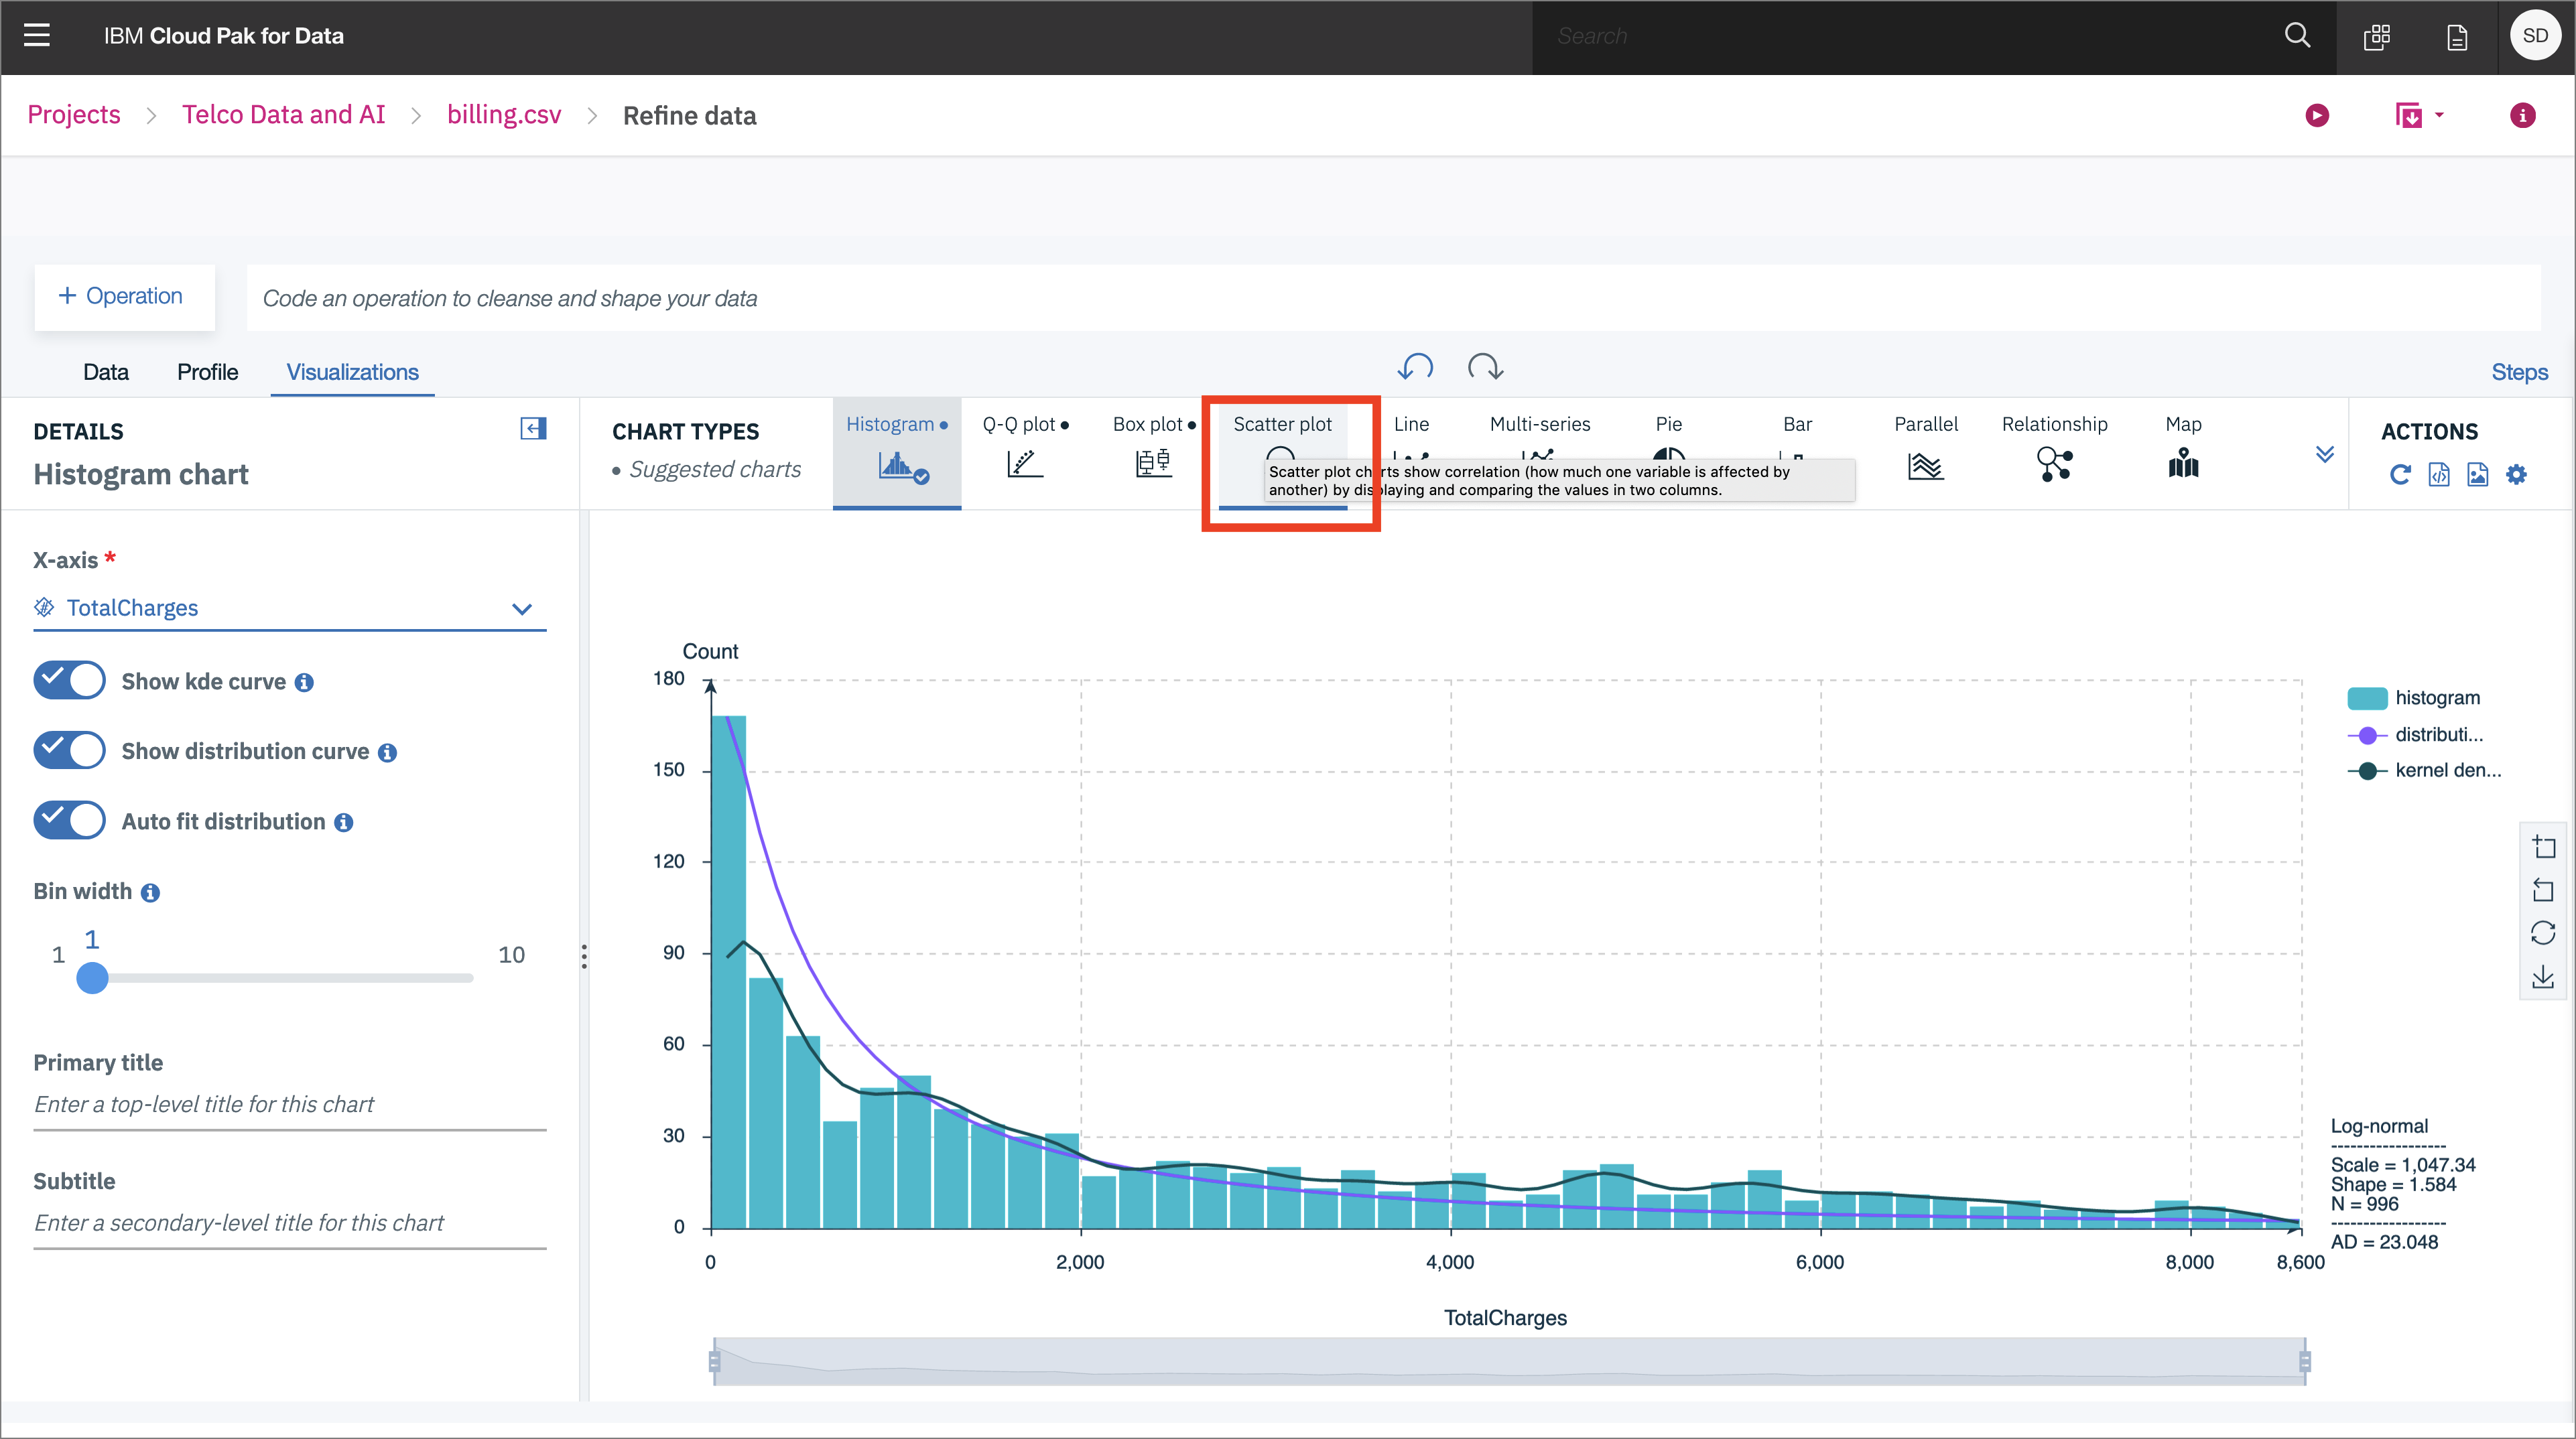 IBM Cloud Pak for Data
Search
SD
Projects > Telco Data and AI > billing.csv > Refine data
+ Operation
Code an operation to cleanse and shape your data
Data
Profile
Visualizations
Steps
DETAILS
Histogram chart
CHART TYPES
• Suggested charts
Histogram •
Q-Q plot •
Box plot •
Scatter plot
Line
Multi-series
Pie
Bar
Parallel
Relationship
Map
Scatter plot charts show correlation (how much one variable is affected by
another) by displaying and comparing the values in two columns.
ACTIONS
X-axis *
TotalCharges
Show kde curve
Show distribution curve
Auto fit distribution
Bin width
1
1
10
Primary title
Enter a top-level title for this chart
Subtitle
Enter a secondary-level title for this chart
Count
180
150
120
90
60
30
0
0
2,000
4,000
6,000
8,000
8,600
TotalCharges
histogram
distributi...
kernel den...
Log-normal
------------------
Scale = 1,047.34
Shape = 1.584
N = 996
------------------
AD = 23.048